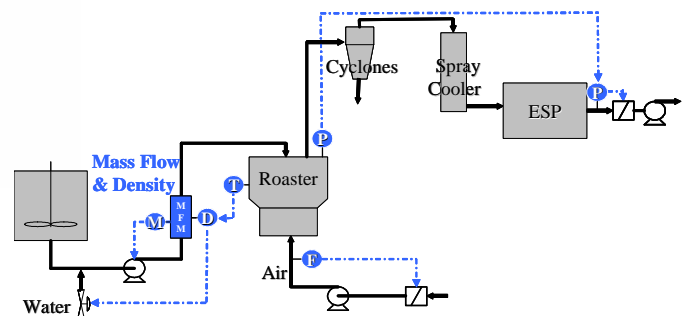 Cyclones
Spray
Cooler
P
ESP
P
Mass Flow
& Density
Roaster
T
M
F
M
M
D
F
Air
Water